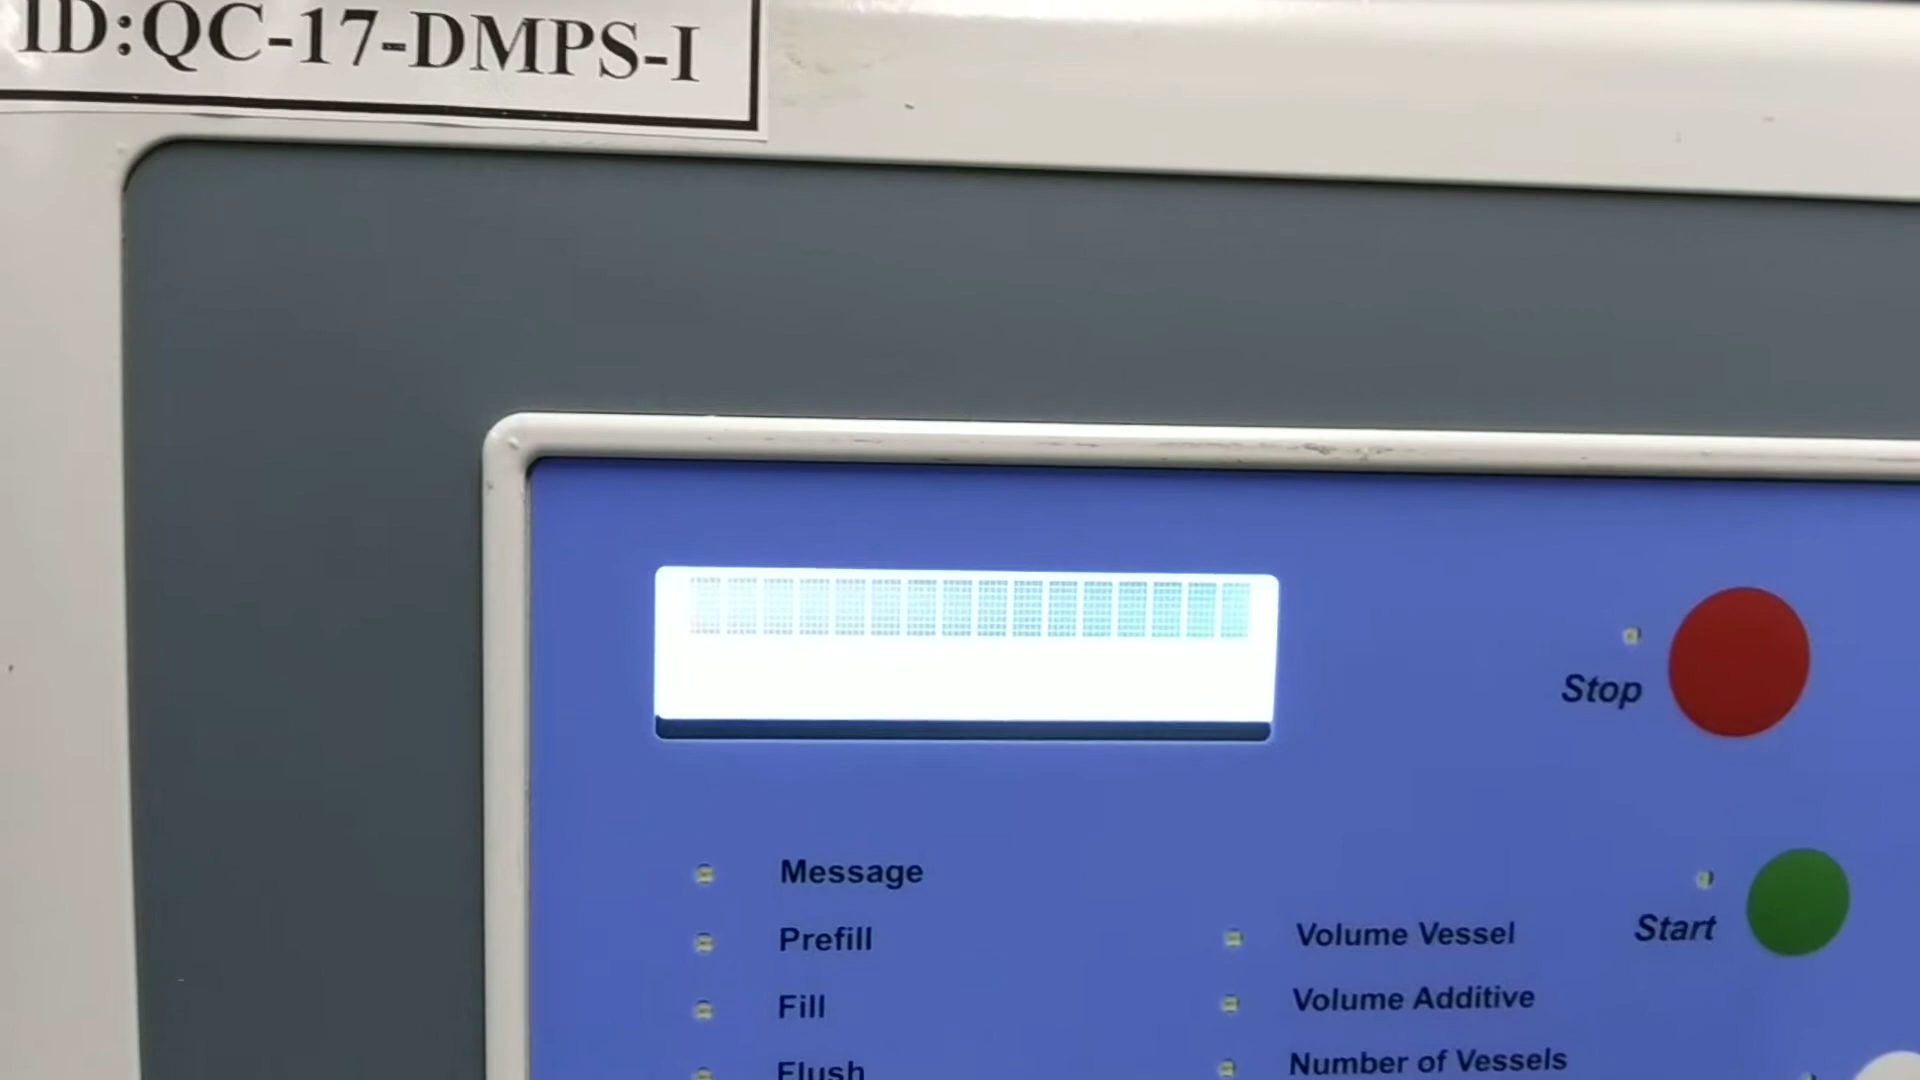 ID:QC-17-DMPS-I
Stop
Message
Start
Prefill
Volume Vessel
Fill
Volume Additive
Flush
Number of Vessels